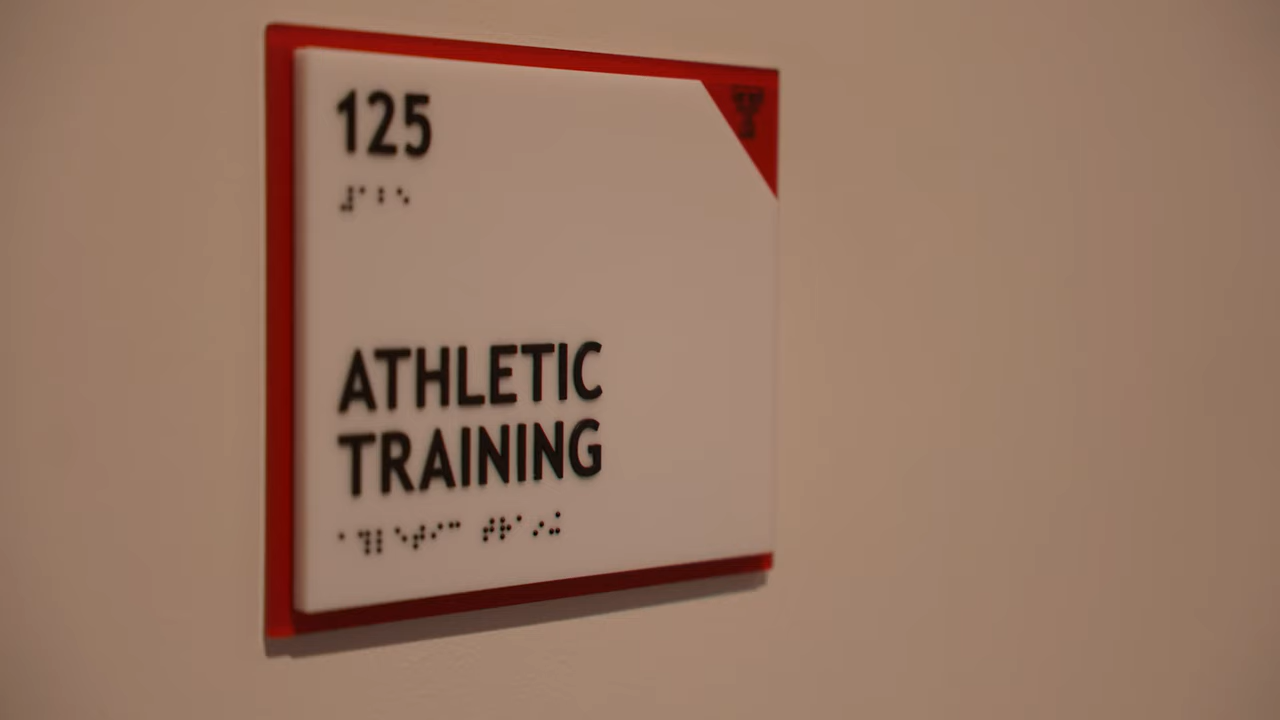 125
⠼⠁⠃⠑
ATHLETIC
TRAINING
⠁⠹⠇⠑⠞⠊⠉ ⠞⠗⠁⠔⠬